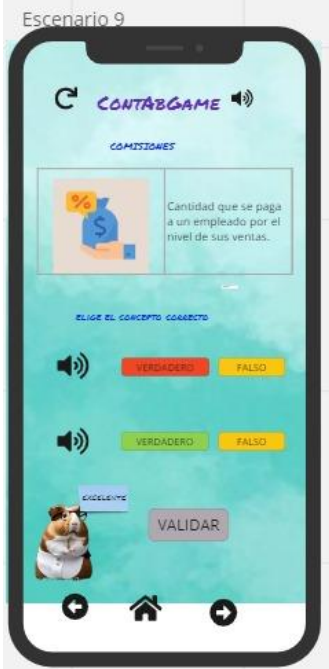 Escenario 9
CONTABGAME
COMISIONES
%
$
Cantidad que se paga
a un empleado por el
nivel de sus ventas.
ELIGE EL CONCEPTO CORRECTO
VERDADERO FALSO
VERDADERO FALSO
EXCELENTE
VALIDAR